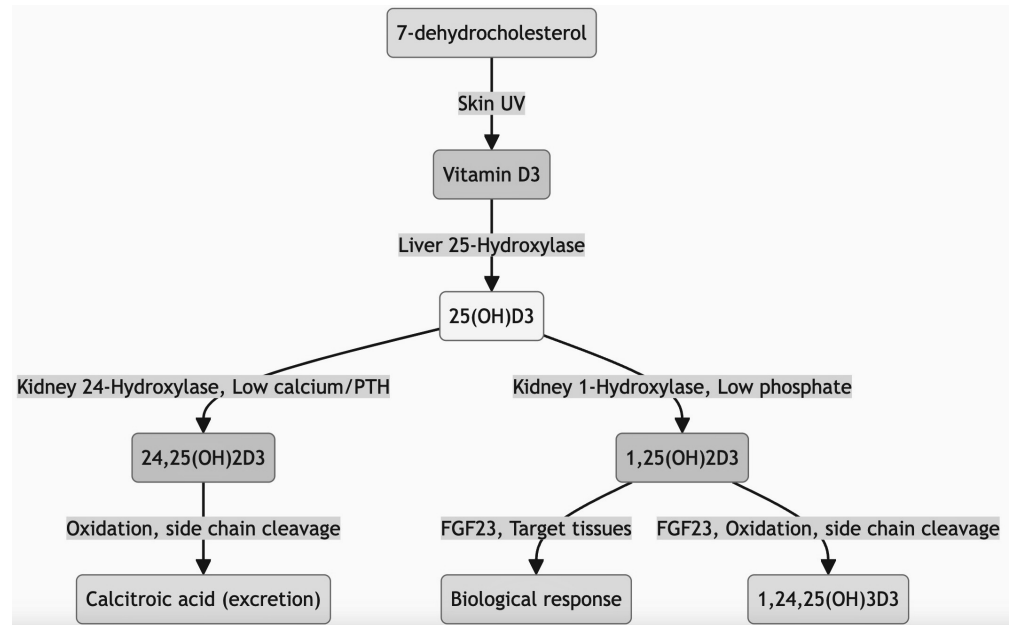 7-dehydrocholesterol
Skin UV
Vitamin D3
Liver 25-Hydroxylase
25(OH)D3
Kidney 24-Hydroxylase, Low calcium/PTH
Kidney 1-Hydroxylase, Low phosphate
24,25(OH)2D3
1,25(OH)2D3
Oxidation, side chain cleavage
FGF23, Target tissues
FGF23, Oxidation, side chain cleavage
Calcitroic acid (excretion)
Biological response
1,24,25(OH)3D3